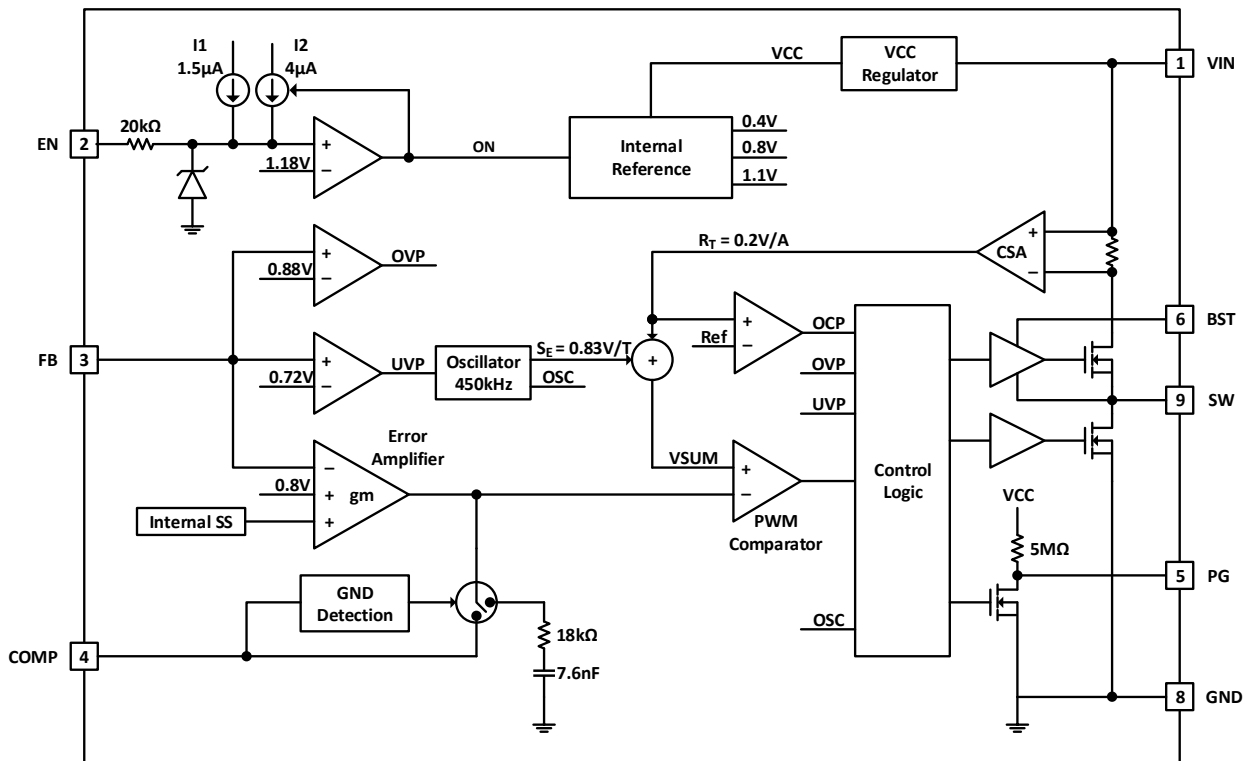 I1
1.5µA
I2
4µA
VCC
VCC
Regulator
1
VIN
EN
2
20kΩ
+
1.18V
−
ON
Internal
Reference
0.4V
0.8V
1.1V
+
0.88V
−
OVP
RT = 0.2V/A
CSA
+
−
FB
3
+
0.72V
−
UVP
Oscillator
450kHz
SE = 0.83V/T
OSC
+
+
Ref
−
OCP
OVP
UVP
6
BST
9
SW
Error
Amplifier
−
0.8V
+
gm
Internal SS
+
VSUM
+
−
PWM
Comparator
Control
Logic
VCC
5MΩ
5
PG
GND
Detection
18kΩ
7.6nF
OSC
COMP
4
8
GND